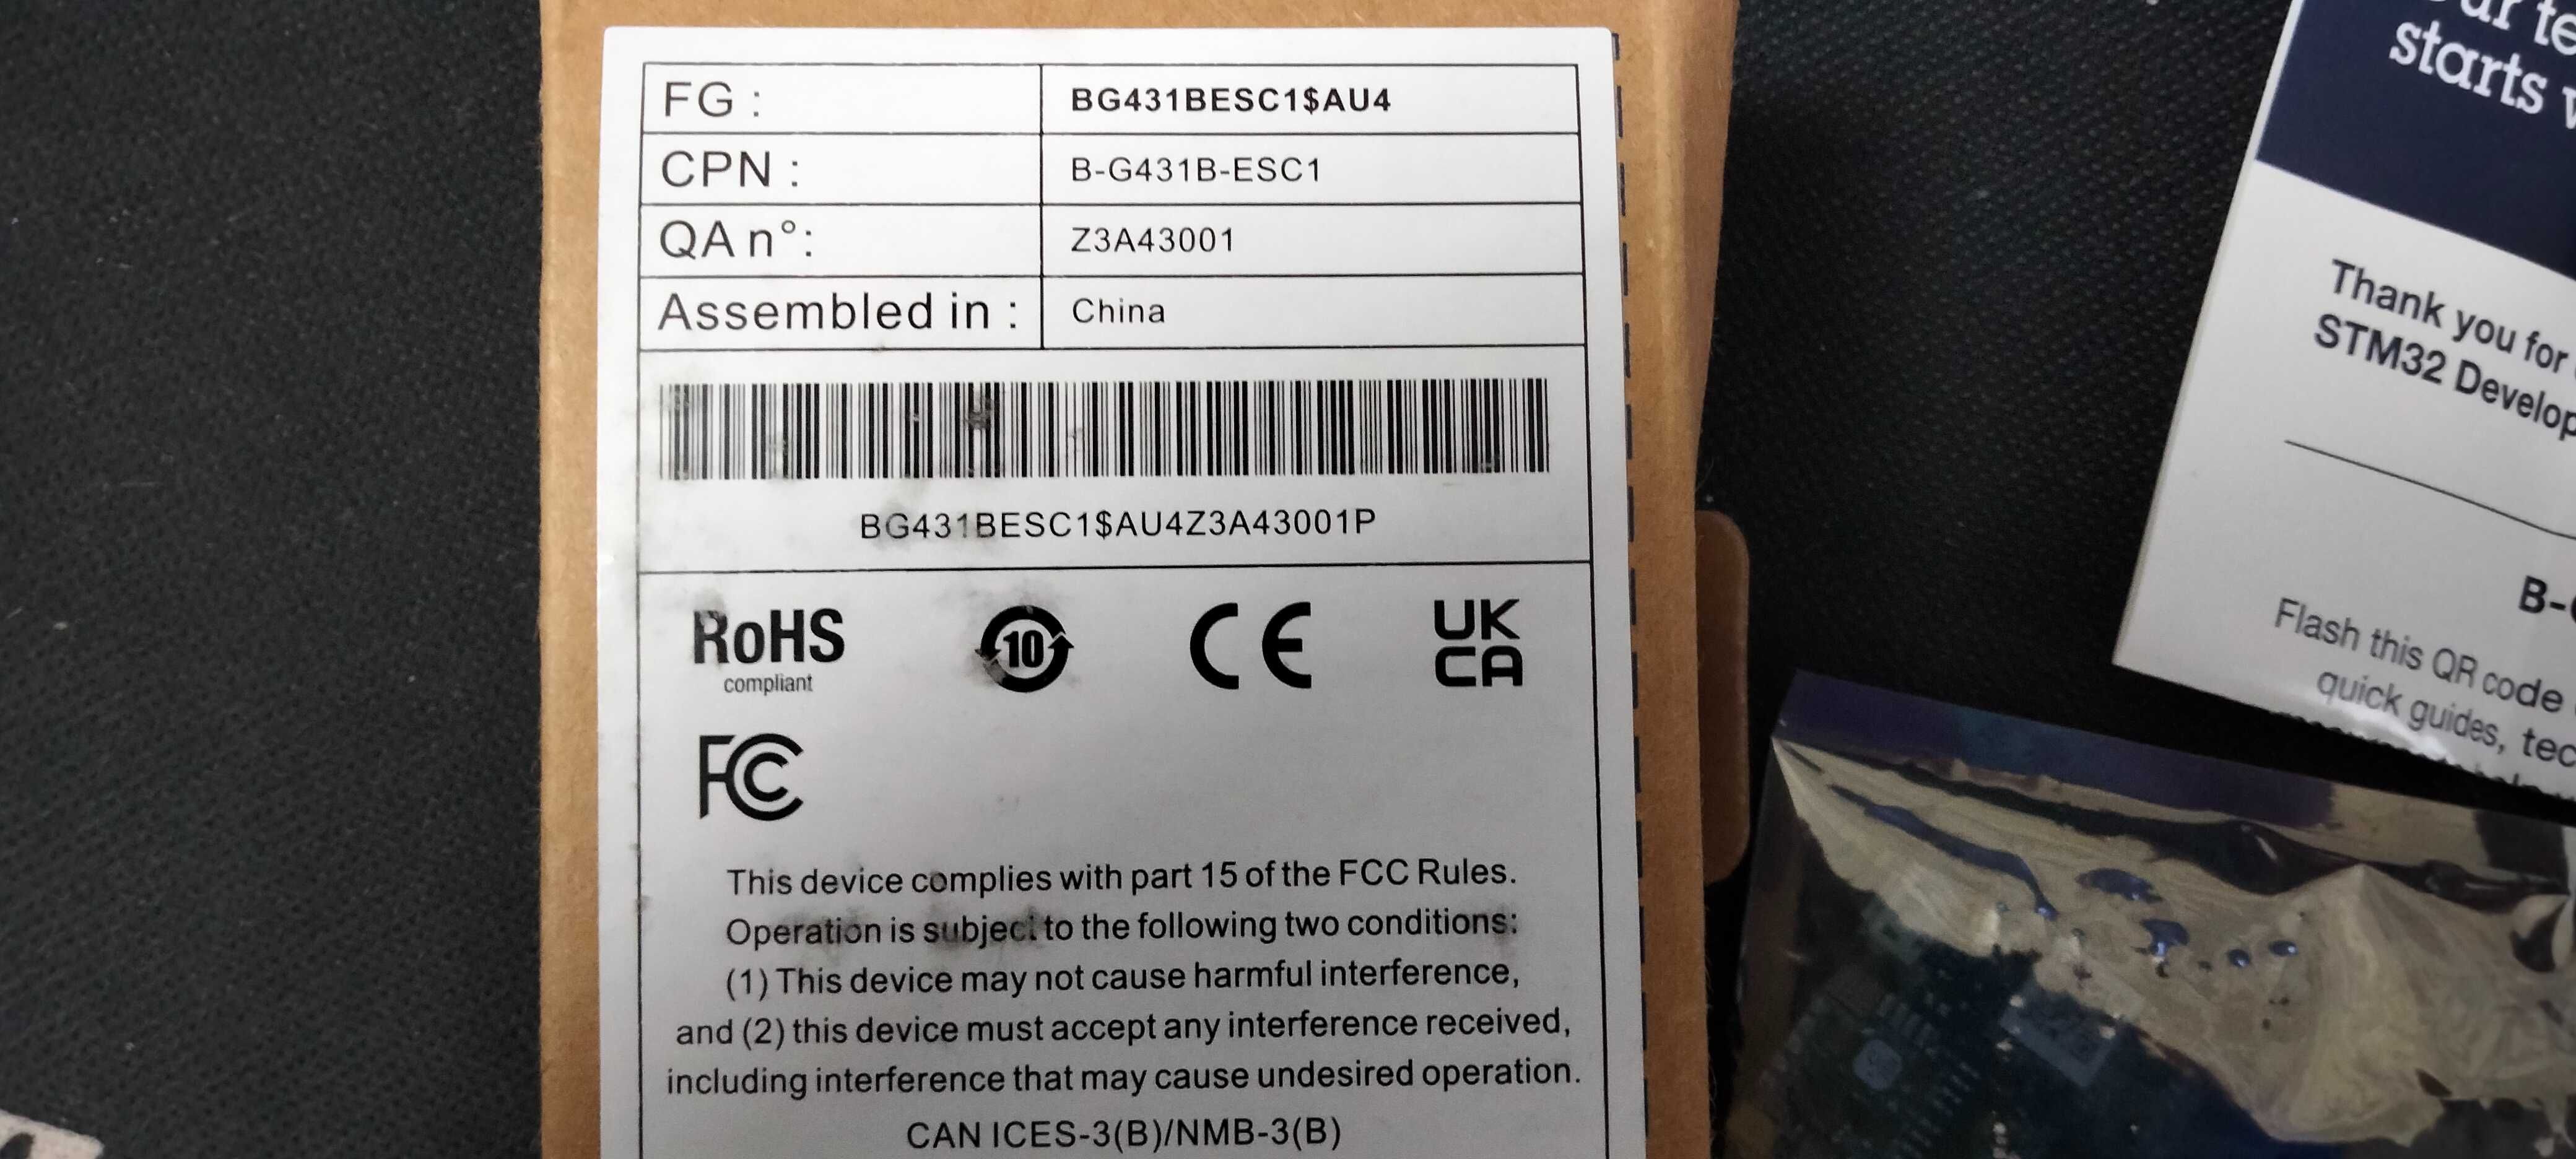 FG : BG431BESC1$AU4
CPN : B-G431B-ESC1
QA n°: Z3A43001
Assembled in : China
BG431BESC1$AU4Z3A43001P
RoHS
compliant
10
CE
UK
CA
FC
This device complies with part 15 of the FCC Rules.
Operation is subject to the following two conditions:
(1) This device may not cause harmful interference,
and (2) this device must accept any interference received,
including interference that may cause undesired operation.
CAN ICES-3(B)/NMB-3(B)
starts
Thank you for
STM32
B-
Flash this QR code
quick guides,